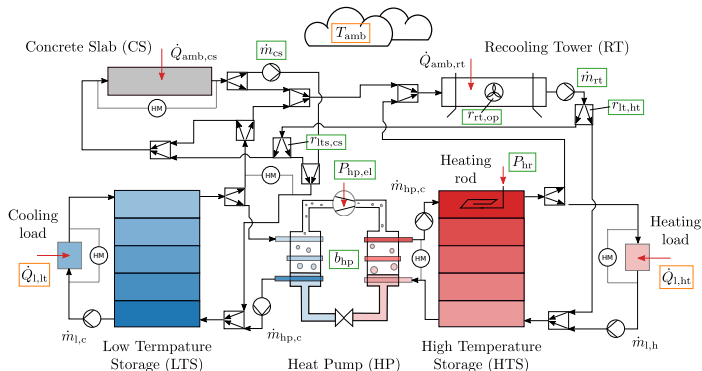 Concrete Slab (CS)
Q̇amb,cs
ṁcs
Tamb
Q̇amb,rt
Recooling Tower (RT)
ṁrt
HM
rrt,op
rlt,ht
rlts,cs
HM
Php,el
ṁhp,c
Heating
rod
Phr
Cooling
load
HM
Q̇l,lt
bhp
HM
HM
Heating
load
Q̇l,ht
ṁl,c
ṁhp,c
ṁl,h
Low Termpature
Storage (LTS)
Heat Pump (HP)
High Temperature
Storage (HTS)